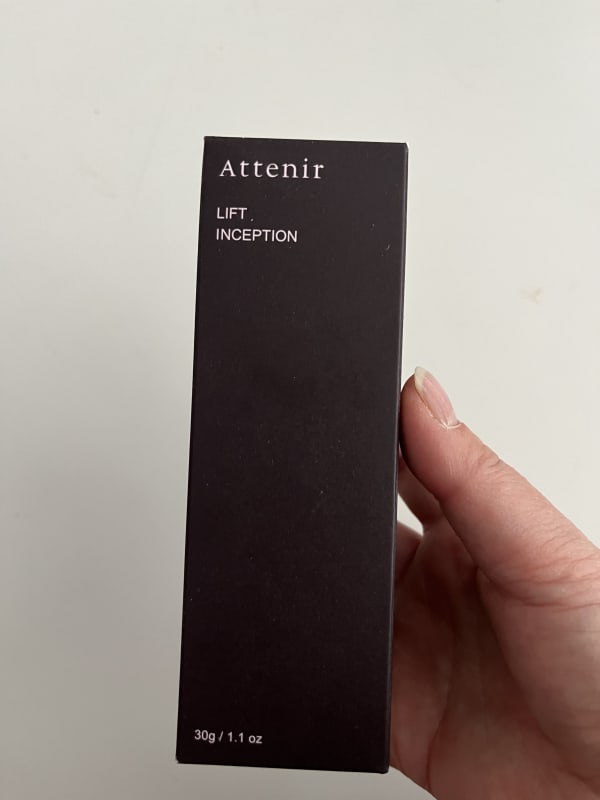 Attenir
LIFT
INCEPTION
30g / 1.1 oz